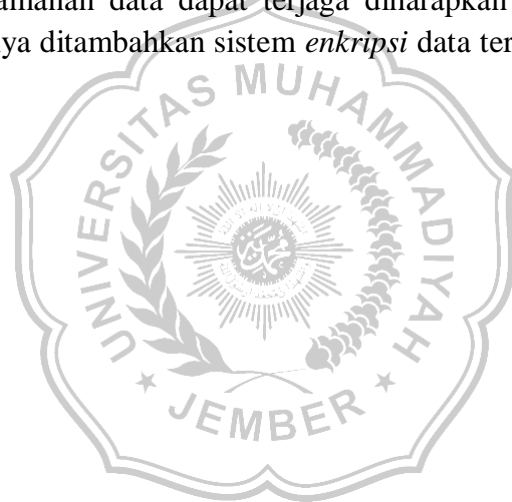 amanan data dapat terjaga diharapkan
ya ditambahkan sistem enkripsi data ter
UNIVERSITAS MUHAMMADIYAH
JEMBER